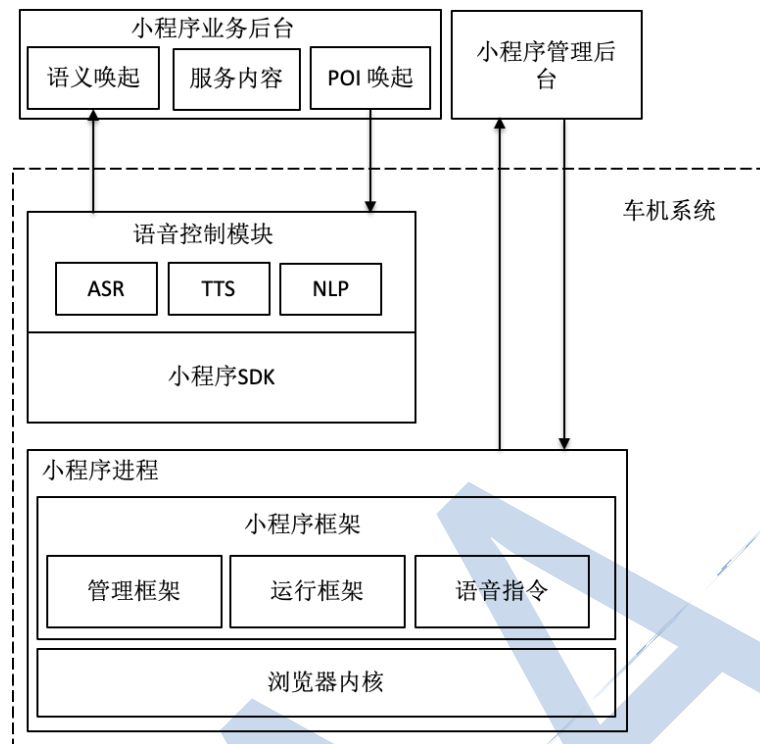 小程序业务后台
语义唤起
服务内容
POI 唤起
小程序管理后
台
车机系统
语音控制模块
ASR
TTS
NLP
小程序SDK
小程序进程
小程序框架
管理框架
运行框架
语音指令
浏览器内核